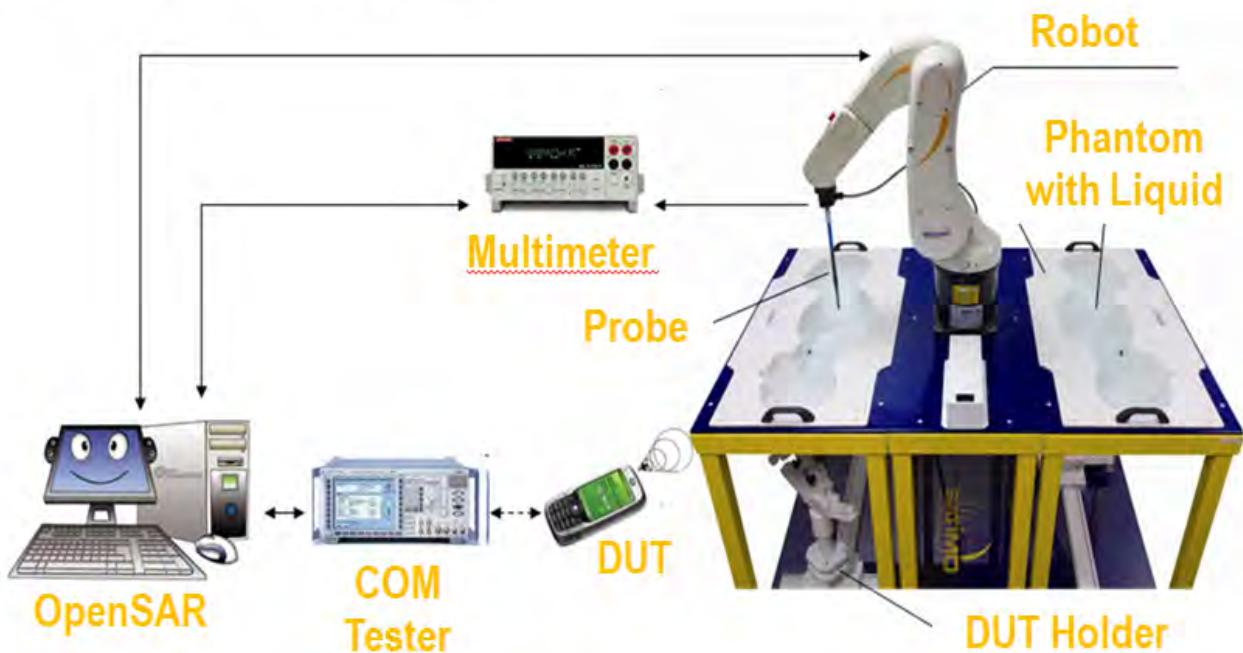 Robot
Phantom
with Liquid
Multimeter
Probe
OpenSAR
COM
Tester
DUT
DUT Holder